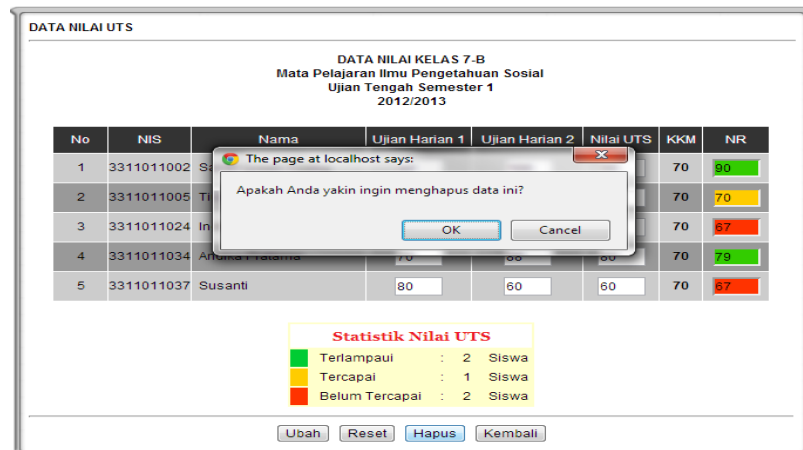 DATA NILAI UTS
DATA NILAI KELAS 7-B
Mata Pelajaran Ilmu Pengetahuan Sosial
Ujian Tengah Semester 1
2012/2013
No NIS Nama Ujian Harian 1 Ujian Harian 2 Nilai UTS KKM NR
The page at localhost says:
Apakah Anda yakin ingin menghapus data ini?
OK Cancel
1 3311011002 70 90
2 3311011005 70 70
3 3311011024 In 70 67
4 3311011034 Andika Pratama 70 80 80 70 79
5 3311011037 Susanti 80 60 60 70 67
Statistik Nilai UTS
Terlampaui : 2 Siswa
Tercapai : 1 Siswa
Belum Tercapai : 2 Siswa
Ubah Reset Hapus Kembali